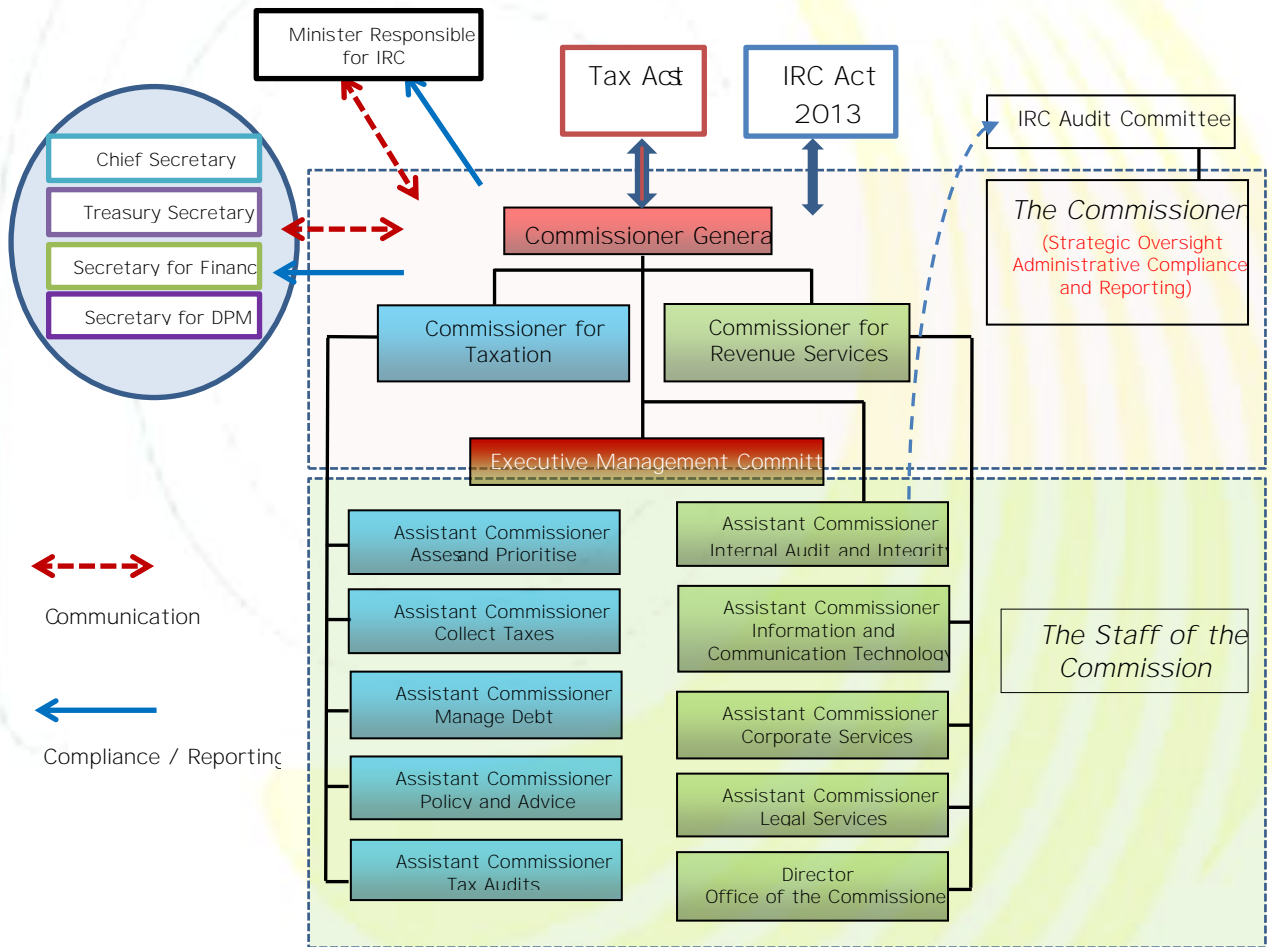 Minister Responsible
for IRC
Tax Acst
IRC Act
2013
IRC Audit Committee
Chief Secretary
Treasury Secretary
Secretary for Financ
Secretary for DPM
The Commissioner
(Strategic Oversight
Administrative Compliance
and Reporting)
Commissioner Genera
Commissioner for
Taxation
Commissioner for
Revenue Services
Executive Management Committ
Assistant Commissioner
Assesand Prioritise
Assistant Commissioner
Collect Taxes
Assistant Commissioner
Manage Debt
Assistant Commissioner
Policy and Advice
Assistant Commissioner
Tax Audits
Assistant Commissioner
Internal Audit and Integrity
Assistant Commissioner
Information and
Communication Technology
Assistant Commissioner
Corporate Services
Assistant Commissioner
Legal Services
Director
Office of the Commissione
The Staff of the
Commission
Communication
Compliance / Reporting